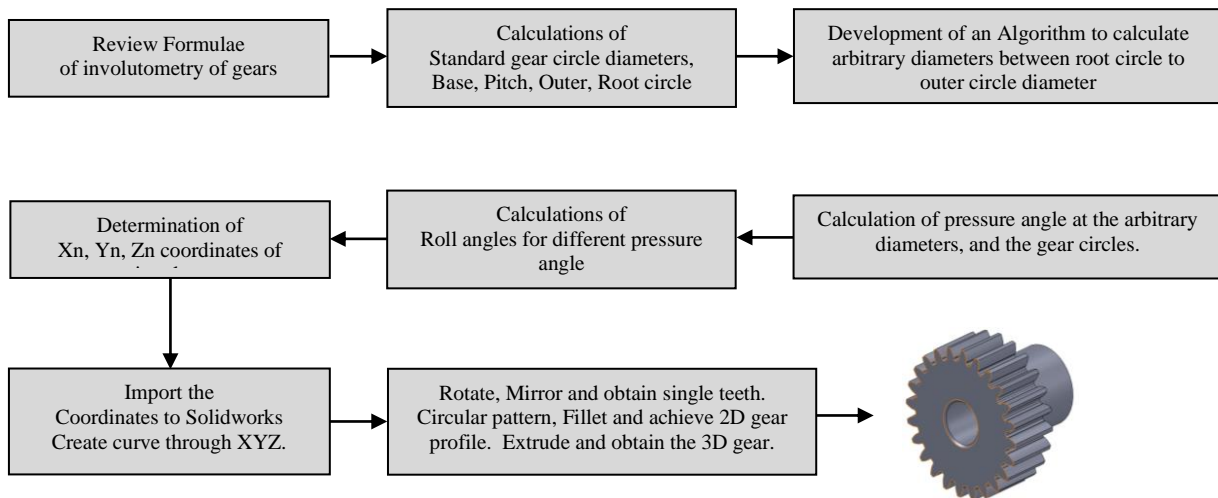 Review Formulae
of involutometry of gears
Calculations of
Standard gear circle diameters,
Base, Pitch, Outer, Root circle
Development of an Algorithm to calculate
arbitrary diameters between root circle to
outer circle diameter
Determination of
Xn, Yn, Zn coordinates of
Calculations of
Roll angles for different pressure
angle
Calculation of pressure angle at the arbitrary
diameters, and the gear circles.
Import the
Coordinates to Solidworks
Create curve through XYZ.
Rotate, Mirror and obtain single teeth.
Circular pattern, Fillet and achieve 2D gear
profile. Extrude and obtain the 3D gear.